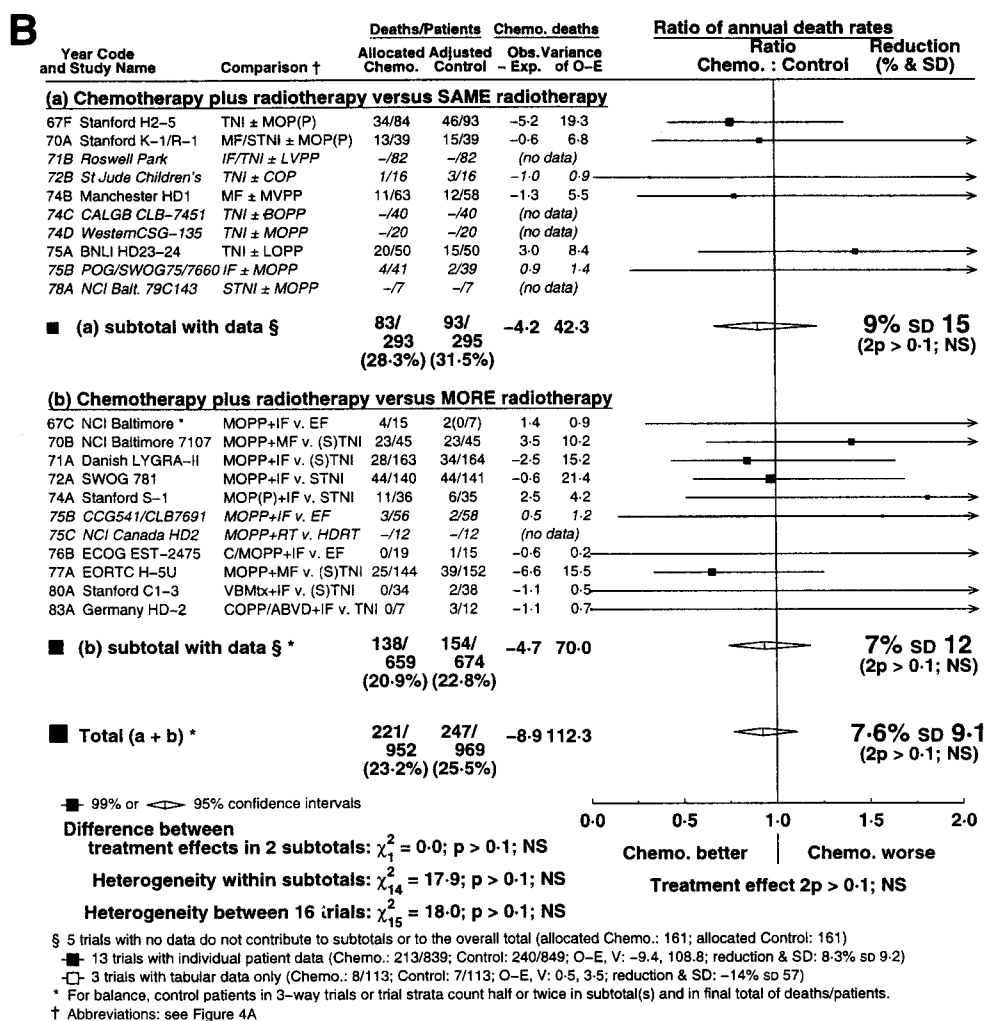 B
Deaths/Patients Chemo. deaths Ratio of annual death rates
Year Code Allocated Adjusted Obs. Variance Ratio Reduction
and Study Name Comparison † Chemo. Control – Exp. of O–E Chemo. : Control (% & SD)
(a) Chemotherapy plus radiotherapy versus SAME radiotherapy
67F Stanford H2–5 TNI ± MOP(P) 34/84 46/93 –5·2 19·3
70A Stanford K–1/R–1 MF/STNI ± MOP(P) 13/39 15/39 –0·6 6·8
71B Roswell Park IF/TNI ± LVPP –/82 –/82 (no data)
72B St Jude Children's TNI ± COP 1/16 3/16 –1·0 0·9
74B Manchester HD1 MF ± MVPP 11/63 12/58 –1·3 5·5
74C CALGB CLB–7451 TNI ± BOPP –/40 –/40 (no data)
74D WesternCSG–135 TNI ± MOPP –/20 –/20 (no data)
75A BNLI HD23–24 TNI ± LOPP 20/50 15/50 3·0 8·4
75B POG/SWOG75/7660 IF ± MOPP 4/41 2/39 0·9 1·4
78A NCI Balt. 79C143 STNI ± MOPP –/7 –/7 (no data)
(a) subtotal with data § 83/ 93/ –4·2 42·3 9% SD 15
293 295 (2p > 0·1; NS)
(28·3%) (31·5%)
(b) Chemotherapy plus radiotherapy versus MORE radiotherapy
67C NCI Baltimore * MOPP+IF v. EF 4/15 2(0/7) 1·4 0·9
70B NCI Baltimore 7107 MOPP+MF v. (S)TNI 23/45 23/45 3·5 10·2
71A Danish LYGRA–II MOPP+IF v. (S)TNI 28/163 34/164 –2·5 15·2
72A SWOG 781 MOPP+IF v. STNI 44/140 44/141 –0·6 21·4
74A Stanford S–1 MOP(P)+IF v. STNI 11/36 6/35 2·5 4·2
75B CCG541/CLB7691 MOPP+IF v. EF 3/56 2/58 0·5 1·2
75C NCI Canada HD2 MOPP+RT v. HDRT –/12 –/12 (no data)
76B ECOG EST–2475 C/MOPP+IF v. EF 0/19 1/15 –0·6 0·2
77A EORTC H–5U MOPP+MF v. (S)TNI 25/144 39/152 –6·6 15·5
80A Stanford C1–3 VBMtx+IF v. (S)TNI 0/34 2/38 –1·1 0·5
83A Germany HD–2 COPP/ABVD+IF v. TNI 0/7 3/12 –1·1 0·7
(b) subtotal with data § * 138/ 154/ –4·7 70·0 7% SD 12
659 674 (2p > 0·1; NS)
(20·9%) (22·8%)
Total (a + b) * 221/ 247/ –8·9 112·3 7·6% SD 9·1
952 969 (2p > 0·1; NS)
(23·2%) (25·5%)
99% or 95% confidence intervals
0·0 0·5 1·0 1·5 2·0
Difference between
treatment effects in 2 subtotals: χ²₁ = 0·0; p > 0·1; NS
Chemo. better Chemo. worse
Heterogeneity within subtotals: χ²₁₄ = 17·9; p > 0·1; NS
Treatment effect 2p > 0·1; NS
Heterogeneity between 16 trials: χ²₁₅ = 18·0; p > 0·1; NS
§ 5 trials with no data do not contribute to subtotals or to the overall total (allocated Chemo.: 161; allocated Control: 161)
13 trials with individual patient data (Chemo.: 213/839; Control: 240/849; O–E, V: –9.4, 108.8; reduction & SD: 8·3% SD 9·2)
3 trials with tabular data only (Chemo.: 8/113; Control: 7/113; O–E, V: 0·5, 3·5; reduction & SD: –14% SD 57)
* For balance, control patients in 3–way trials or trial strata count half or twice in subtotal(s) and in final total of deaths/patients.
† Abbreviations: see Figure 4A